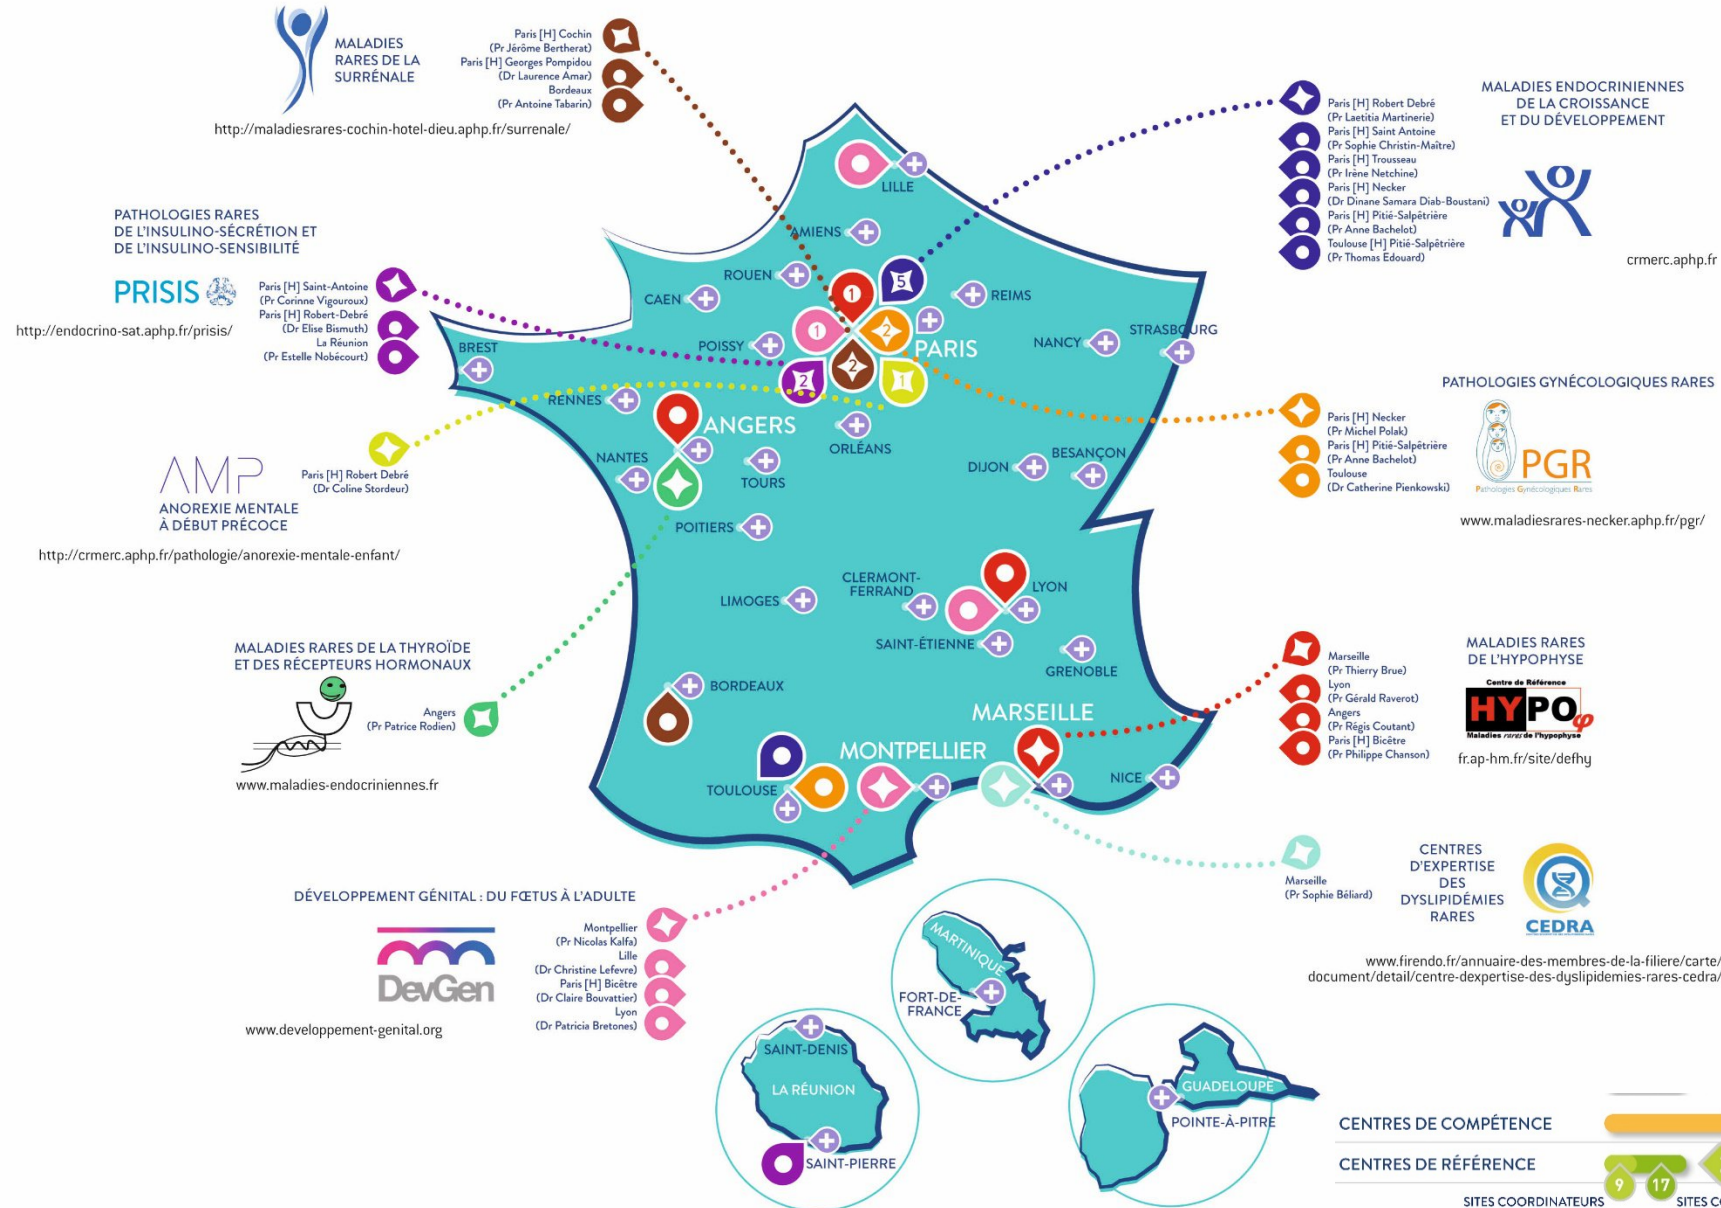 MALADIES
RARES DE LA
SURRÉNALE
Paris [H] Cochin
(Pr Jérôme Bertherat)
Paris [H] Georges Pompidou
(Dr Laurence Amar)
Bordeaux
(Pr Antoine Tabarin)
http://maladiesrares-cochin-hotel-dieu.aphp.fr/surrenale/
PATHOLOGIES RARES
DE L'INSULINO-SÉCRÉTION ET
DE L'INSULINO-SENSIBILITÉ
PRISIS
http://endocrino-sat.aphp.fr/prisis/
Paris [H] Saint-Antoine
(Pr Corinne Vigouroux)
Paris [H] Robert-Debré
(Dr Elise Bismuth)
La Réunion
(Pr Estelle Nobécourt)
AMP
ANOREXIE MENTALE
À DÉBUT PRÉCOCE
Paris [H] Robert Debré
(Dr Coline Stordeur)
http://crmerc.aphp.fr/pathologie/anorexie-mentale-enfant/
MALADIES RARES DE LA THYROÏDE
ET DES RÉCEPTEURS HORMONAUX
Angers
(Pr Patrice Rodien)
www.maladies-endocriniennes.fr
DÉVELOPPEMENT GÉNITAL : DU FŒTUS À L'ADULTE
DevGen
www.developpement-genital.org
Montpellier
(Pr Nicolas Kalfa)
Lille
(Dr Christine Lefevre)
Paris [H] Bicêtre
(Dr Claire Bouvattier)
Lyon
(Dr Patricia Bretones)
LILLE
AMIENS
ROUEN
CAEN
REIMS
5
1
1
2
2
2
1
PARIS
POISSY
NANCY
STRASBOURG
BREST
RENNES
ANGERS
ORLÉANS
NANTES
TOURS
DIJON
BESANÇON
POITIERS
LIMOGES
CLERMONT-
FERRAND
LYON
SAINT-ÉTIENNE
GRENOBLE
BORDEAUX
MARSEILLE
MONTPELLIER
TOULOUSE
NICE
MARTINIQUE
FORT-DE-
FRANCE
SAINT-DENIS
LA RÉUNION
SAINT-PIERRE
GUADELOUPE
POINTE-À-PITRE
Paris [H] Robert Debré
(Pr Laetitia Martinerie)
Paris [H] Saint Antoine
(Pr Sophie Christin-Maître)
Paris [H] Trousseau
(Pr Irène Netchine)
Paris [H] Necker
(Dr Dinane Samara Diab-Boustani)
Paris [H] Pitié-Salpêtrière
(Pr Anne Bachelot)
Toulouse [H] Pitié-Salpêtrière
(Pr Thomas Edouard)
MALADIES ENDOCRINIENNES
DE LA CROISSANCE
ET DU DÉVELOPPEMENT
crmerc.aphp.fr
PATHOLOGIES GYNÉCOLOGIQUES RARES
Paris [H] Necker
(Pr Michel Polak)
Paris [H] Pitié-Salpêtrière
(Pr Anne Bachelot)
Toulouse
(Dr Catherine Pienkowski)
PGR
Pathologies Gynécologiques Rares
www.maladiesrares-necker.aphp.fr/pgr/
Marseille
(Pr Thierry Brue)
Lyon
(Pr Gérald Raverot)
Angers
(Pr Régis Coutant)
Paris [H] Bicêtre
(Pr Philippe Chanson)
MALADIES RARES
DE L'HYPOPHYSE
Centre de Référence
HYPO φ
Maladies rares de l'hypophyse
fr.ap-hm.fr/site/defhy
Marseille
(Pr Sophie Béliard)
CENTRES
D'EXPERTISE
DES
DYSLIPIDÉMIES
RARES
CEDRA
www.firendo.fr/annuaire-des-membres-de-la-filiere/carte/
document/detail/centre-dexpertise-des-dyslipidemies-rares-cedra/
CENTRES DE COMPÉTENCE
CENTRES DE RÉFÉRENCE
9
17
SITES COORDINATEURS
SITES CO